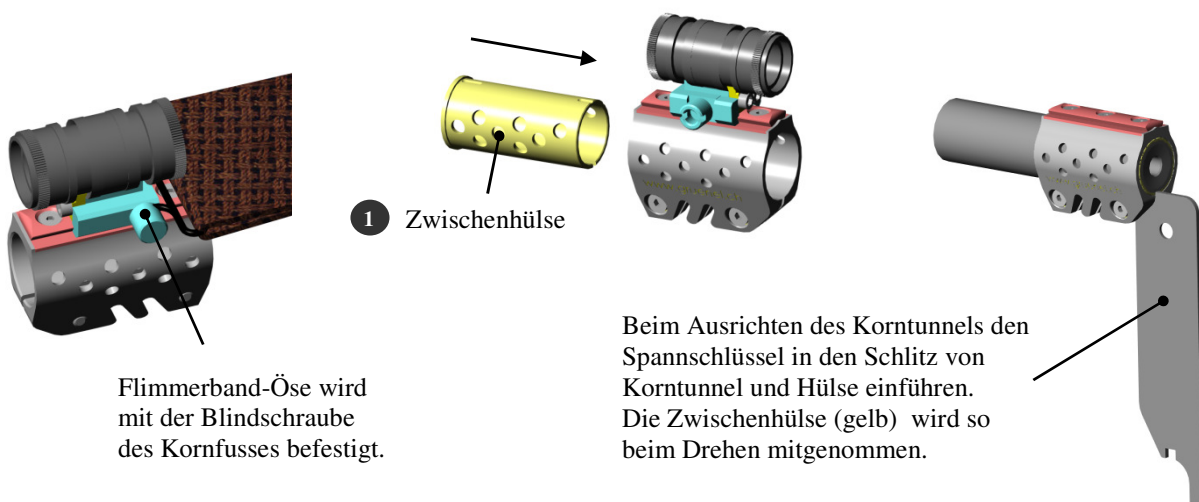 1 Zwischenhülse
Flimmerband-Öse wird
mit der Blindschraube
des Kornfusses befestigt.
Beim Ausrichten des Korntunnels den
Spannschlüssel in den Schlitz von
Korntunnel und Hülse einführen.
Die Zwischenhülse (gelb) wird so
beim Drehen mitgenommen.